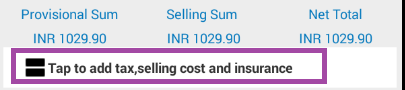 Provisional Sum Selling Sum Net Total
INR 1029.90 INR 1029.90 INR 1029.90
Tap to add tax,selling cost and insurance